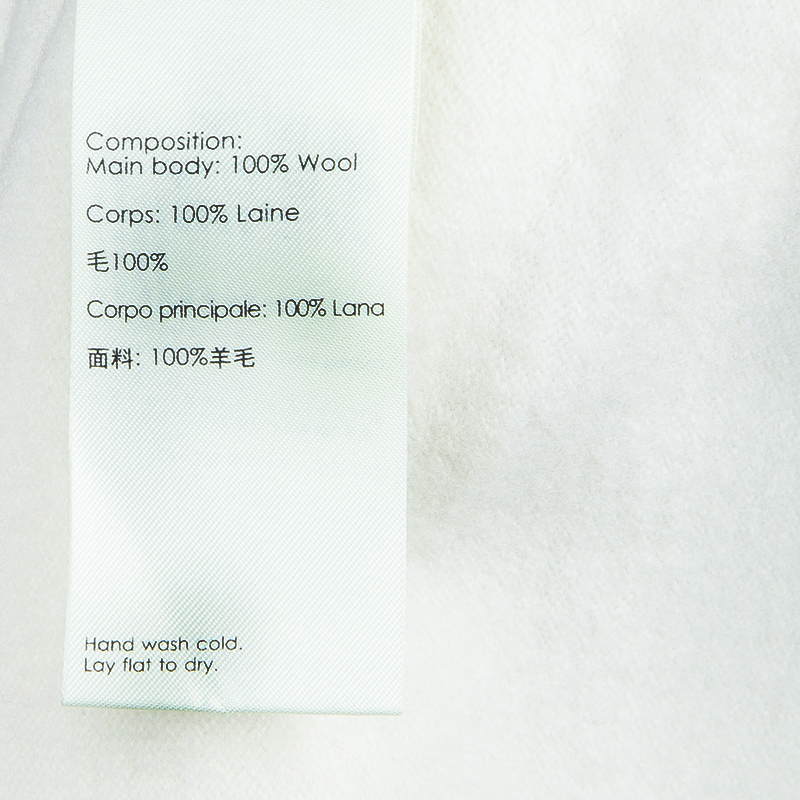 Composition:
Main body: 100% Wool
Corps: 100% Laine
毛100%
Corpo principale: 100% Lana
面料: 100%羊毛
Hand wash cold.
Lay flat to dry.